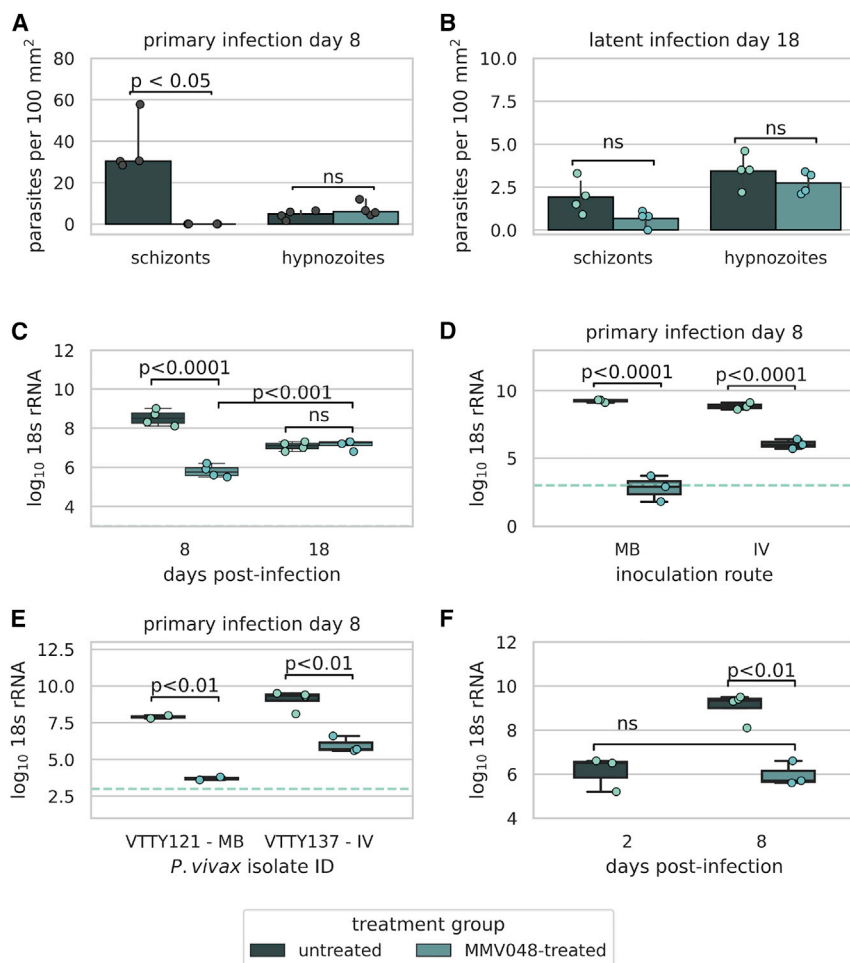 A
primary infection day 8
parasites per 100 mm²
80
60
40
20
0
p < 0.05
ns
schizonts
hypnozoites
B
latent infection day 18
parasites per 100 mm²
10.0
7.5
5.0
2.5
0.0
ns
ns
schizonts
hypnozoites
C
log₁₀ 18s rRNA
12
10
8
6
4
p<0.0001
p<0.001
ns
8
18
days post-infection
D
primary infection day 8
log₁₀ 18s rRNA
10
5
0
p<0.0001
p<0.0001
MB
IV
inoculation route
E
primary infection day 8
log₁₀ 18s rRNA
12.5
10.0
7.5
5.0
2.5
p<0.01
p<0.01
VTTY121 - MB
VTTY137 - IV
P. vivax isolate ID
F
log₁₀ 18s rRNA
12
10
8
6
4
p<0.01
ns
2
8
days post-infection
treatment group
untreated
MMV048-treated